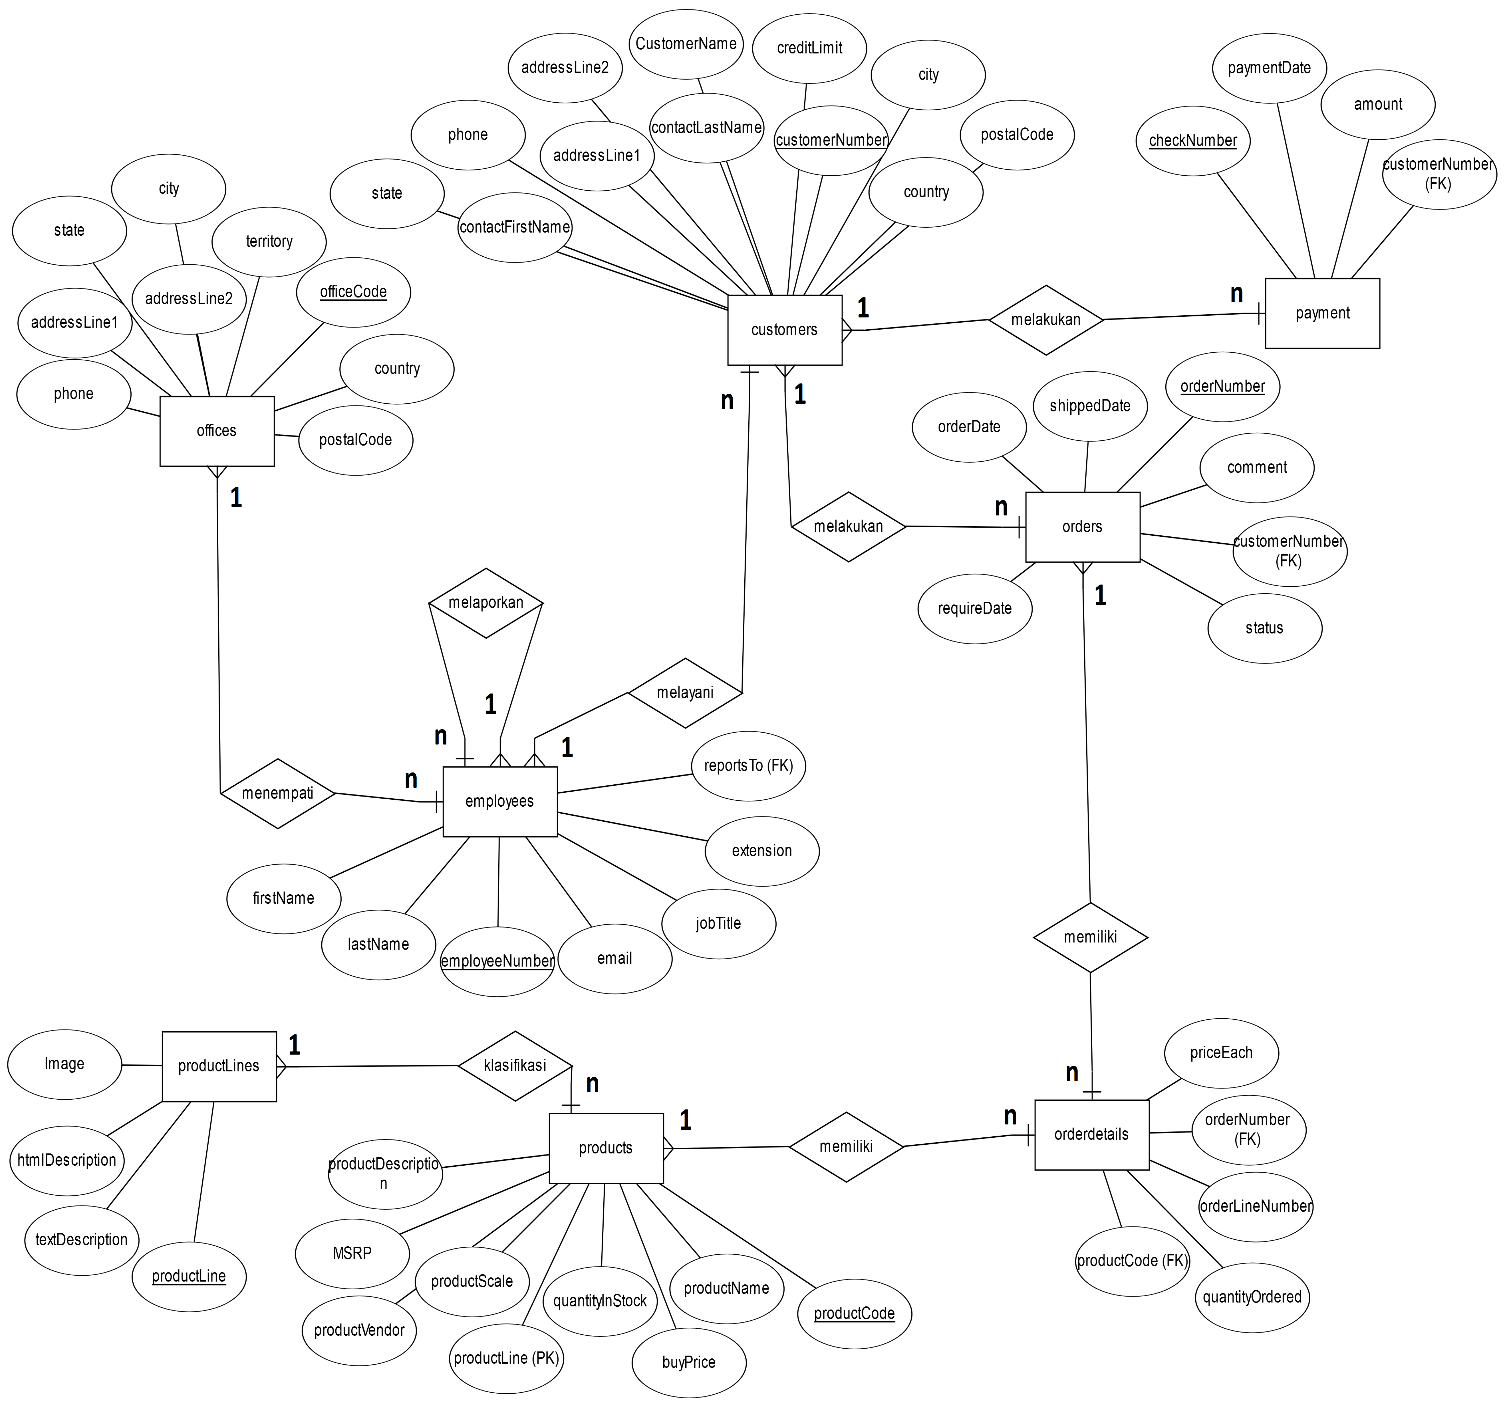 CustomerName
creditLimit
addressLine2
city
phone
contactLastName
customerNumber
postalCode
addressLine1
state
country
contactFirstName
paymentDate
amount
checkNumber
customerNumber
(FK)
city
state
territory
officeCode
addressLine2
addressLine1
country
phone
postalCode
offices
1
customers
1
melakukan
n
payment
n
1
orderNumber
shippedDate
orderDate
comment
melakukan
n
orders
customerNumber
(FK)
requireDate
status
1
melaporkan
melayani
1
n
1
reportsTo (FK)
n
menempati
employees
extension
firstName
jobTitle
lastName
employeeNumber
email
memiliki
Image
productLines
1
klasifikasi
n
htmlDescription
textDescription
productLine
products
1
memiliki
n
n
orderdetails
priceEach
orderNumber
(FK)
orderLineNumber
productCode (FK)
quantityOrdered
productDescriptio
n
MSRP
productScale
productVendor
productLine (PK)
quantityInStock
productName
buyPrice
productCode